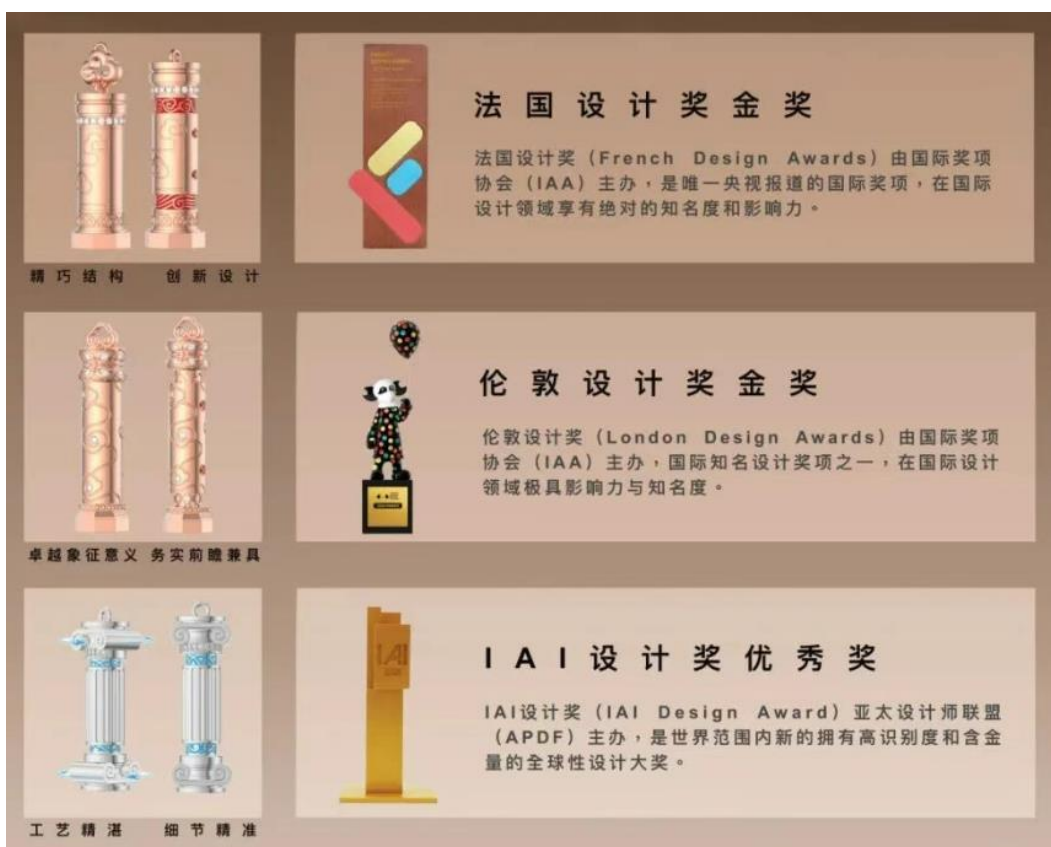 法国设计奖金奖
法国设计奖（French Design Awards）由国际奖项
协会（IAA）主办，是唯一央视报道的国际奖项，在国际
设计领域享有绝对的知名度和影响力。
精巧结构 创新设计
伦敦设计奖金奖
伦敦设计奖（London Design Awards）由国际奖项
协会（IAA）主办，国际知名设计奖项之一，在国际设计
领域极具影响力与知名度。
卓越象征意义 务实前瞻兼具
IAI
IAI设计奖优秀奖
IAI设计奖（IAI Design Award）亚太设计师联盟
（APDF）主办，是世界范围内新的拥有高识别度和含金
量的全球性设计大奖。
工艺精湛 细节精准